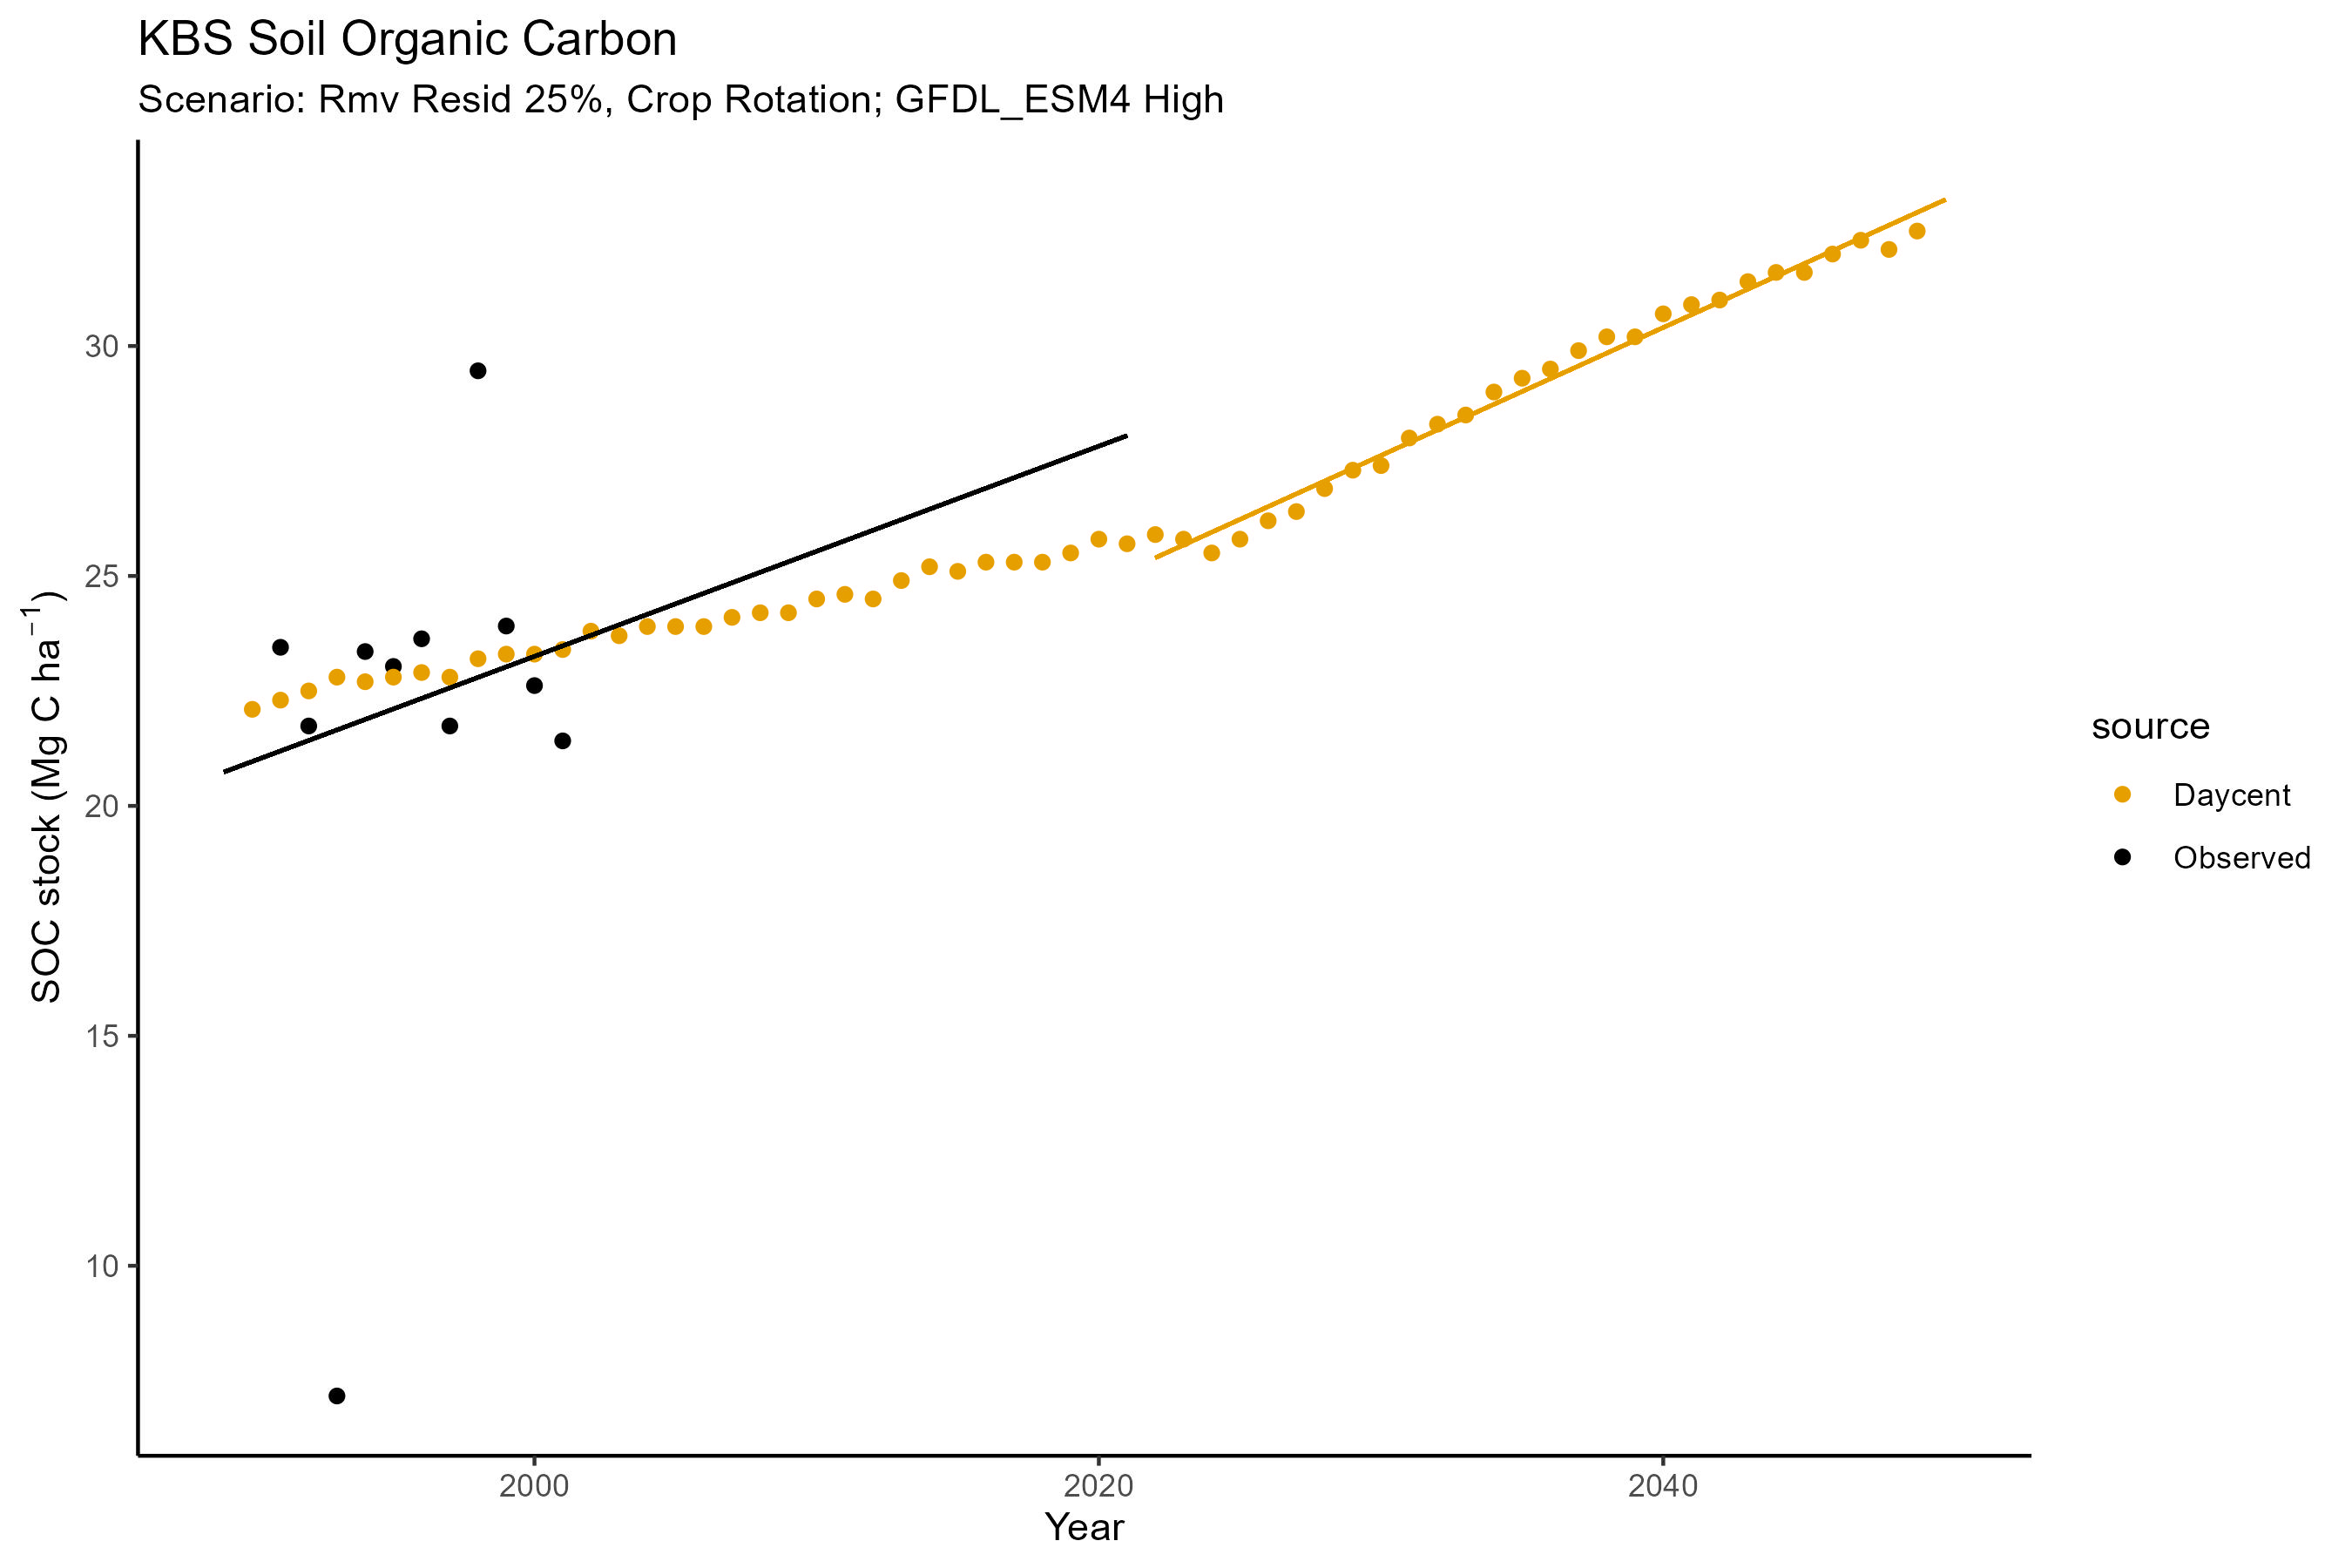 KBS Soil Organic Carbon
Scenario: Rmv Resid 25%, Crop Rotation; GFDL_ESM4 High
30
25
20
15
10
SOC stock (Mg C ha⁻¹)
2000
2020
2040
Year
source
Daycent
Observed